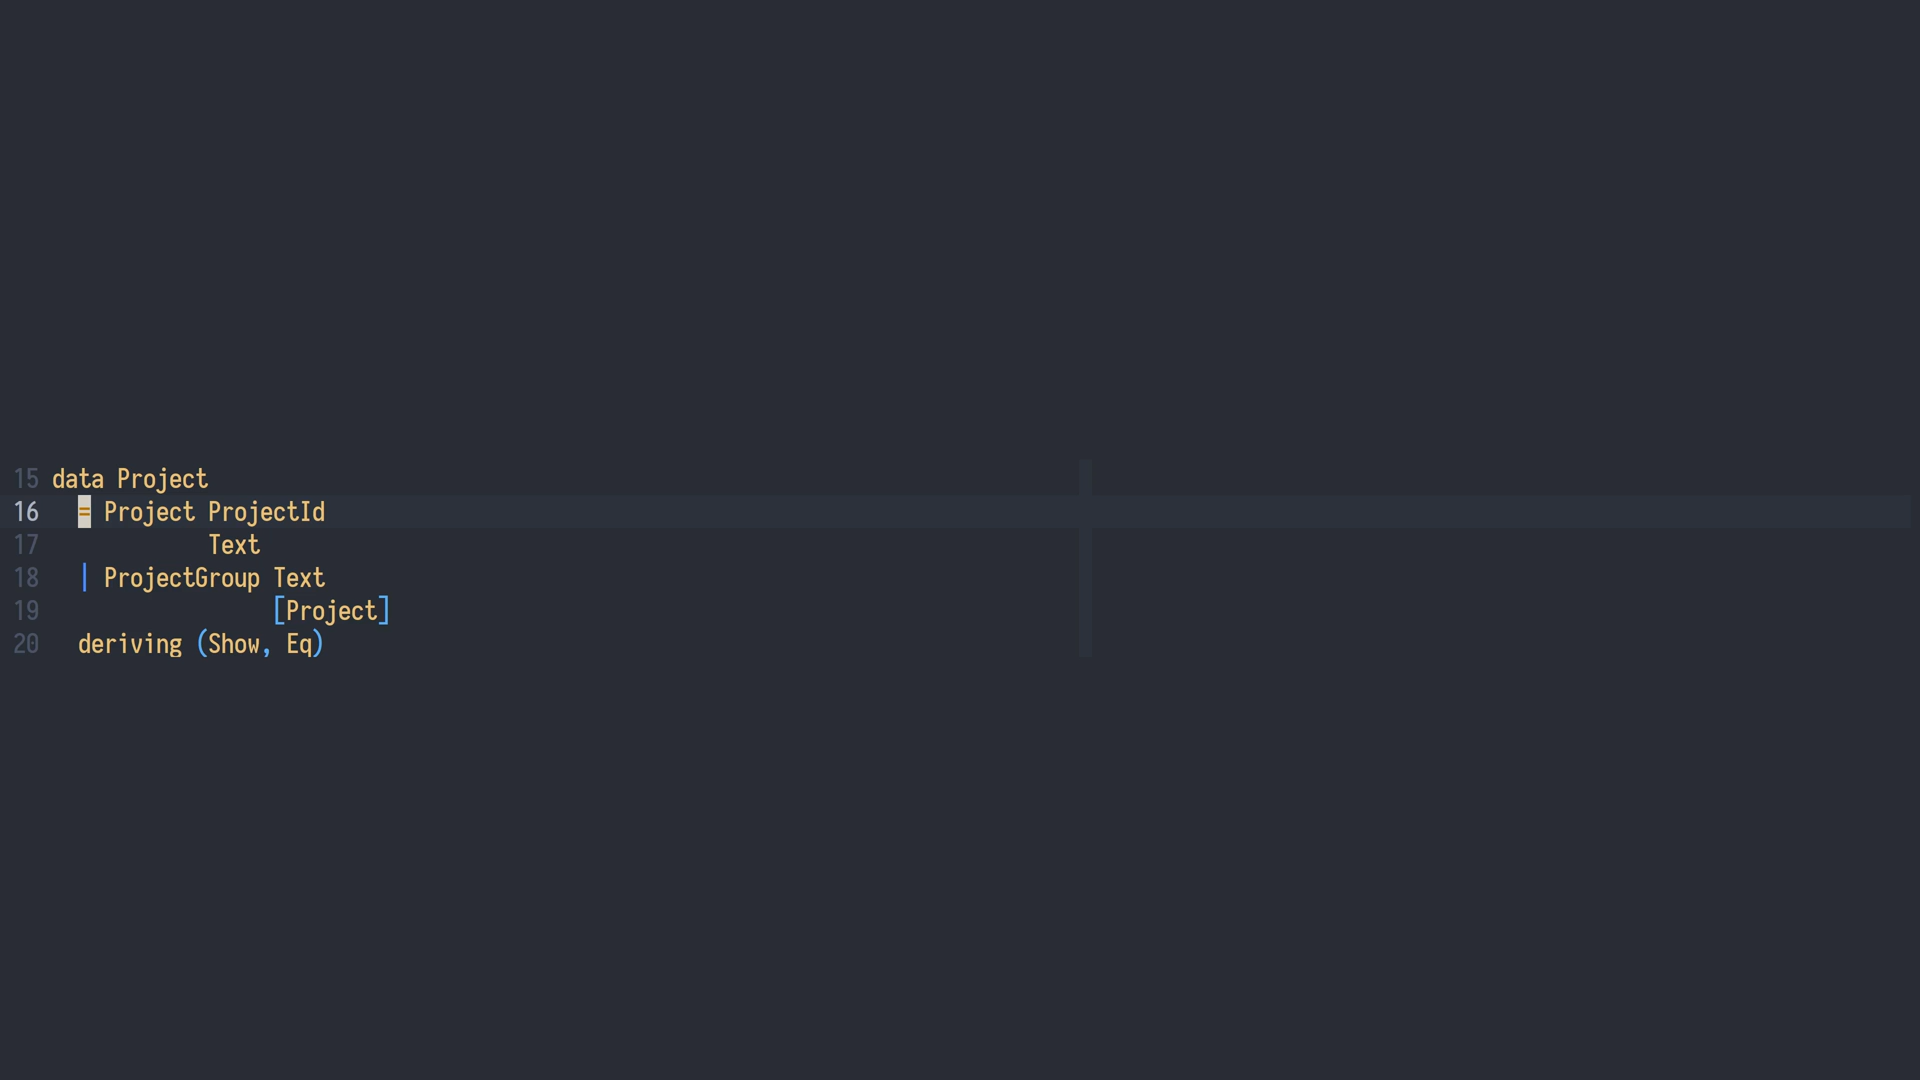 15 data Project
16   = Project ProjectId
17             Text
18   | ProjectGroup Text
19                  [Project]
20   deriving (Show, Eq)